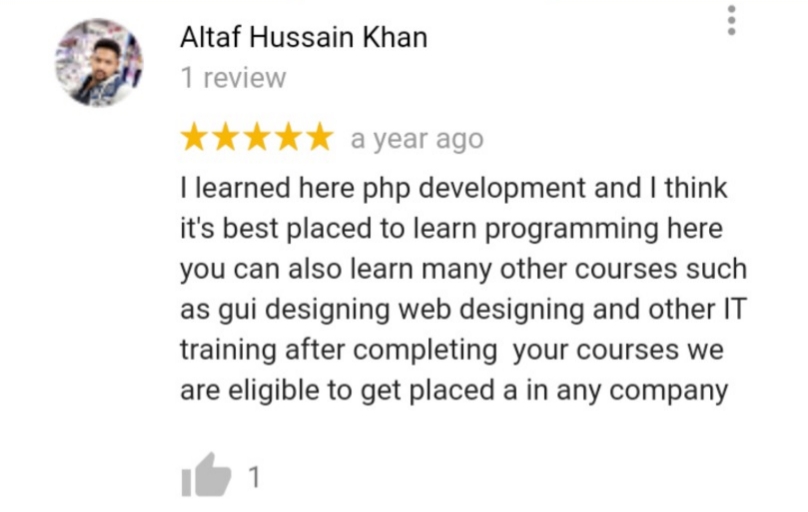 Altaf Hussain Khan
1 review
a year ago
I learned here php development and I think
it's best placed to learn programming here
you can also learn many other courses such
as gui designing web designing and other IT
training after completing  your courses we
are eligible to get placed a in any company
1